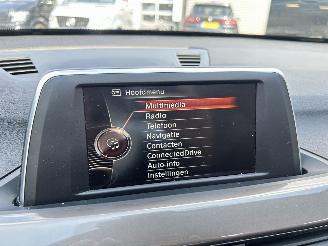 Hoofdmenu
Multimedia
Radio
Telefoon
Navigatie
Contacten
ConnectedDrive
Auto-info
Instellingen